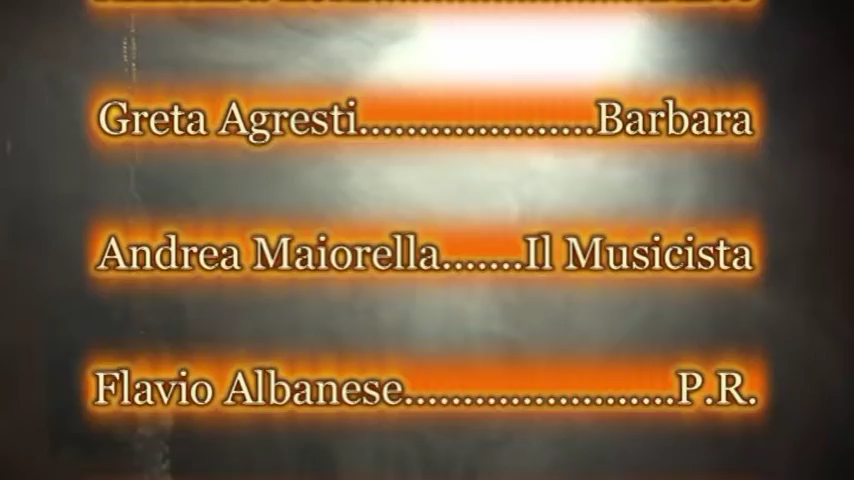 Greta Agresti....................Barbara
Andrea Maiorella.......Il Musicista
Flavio Albanese.......................P.R.